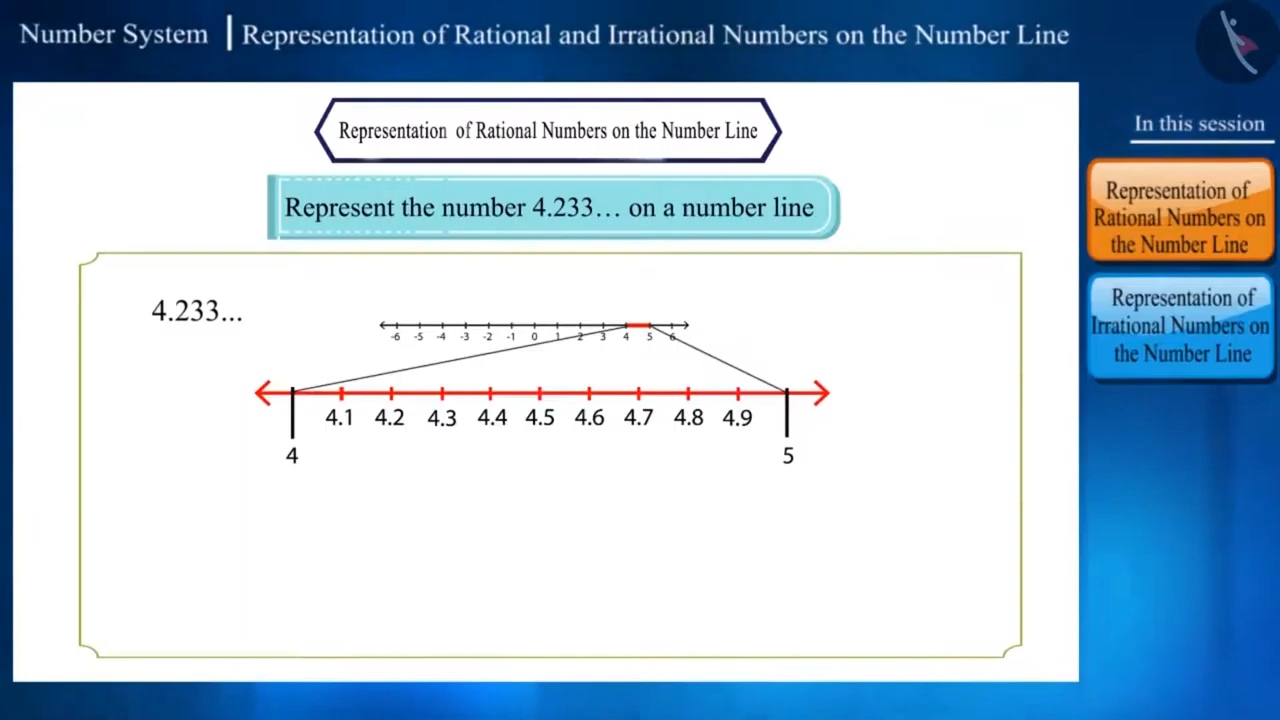 Number System | Representation of Rational and Irrational Numbers on the Number Line
In this session
Representation of
Rational Numbers on
the Number Line
Representation of
Irrational Numbers on
the Number Line
Representation of Rational Numbers on the Number Line
Represent the number 4.233... on a number line
4.233...
-6 -5 -4 -3 -2 -1 0 1 2 3 4 5 6
4.1 4.2 4.3 4.4 4.5 4.6 4.7 4.8 4.9
4 5